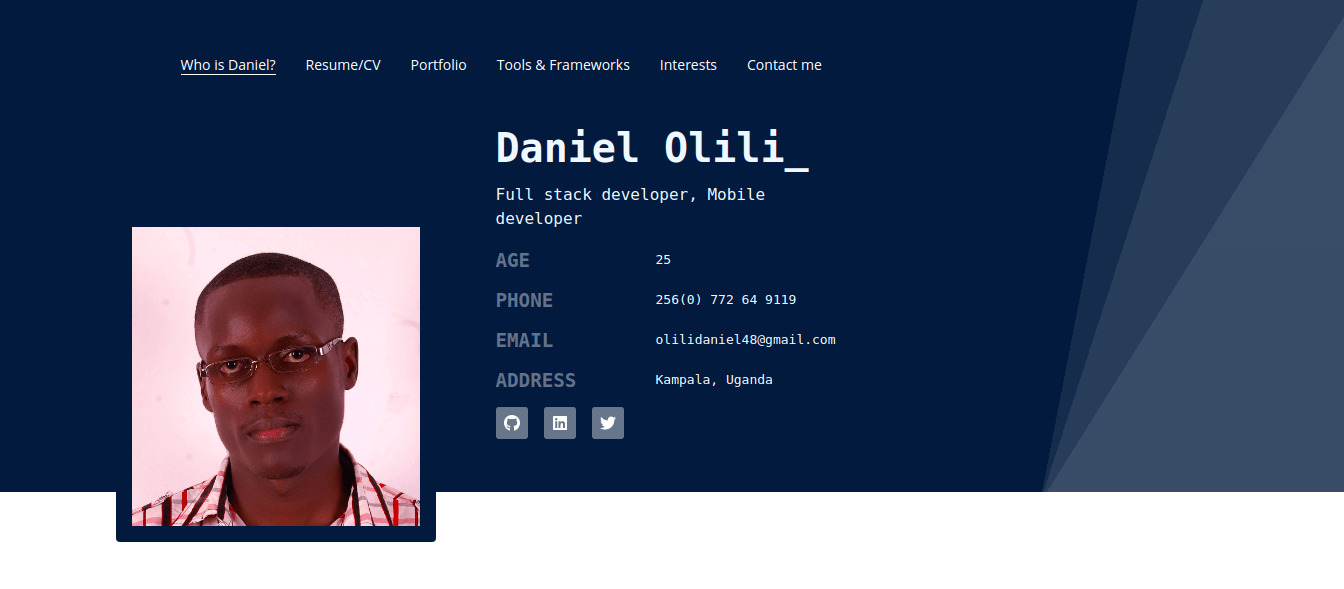 Who is Daniel? Resume/CV Portfolio Tools & Frameworks Interests Contact me
Daniel Olili_
Full stack developer, Mobile
developer
AGE 25
PHONE 256(0) 772 64 9119
EMAIL olilidaniel48@gmail.com
ADDRESS Kampala, Uganda